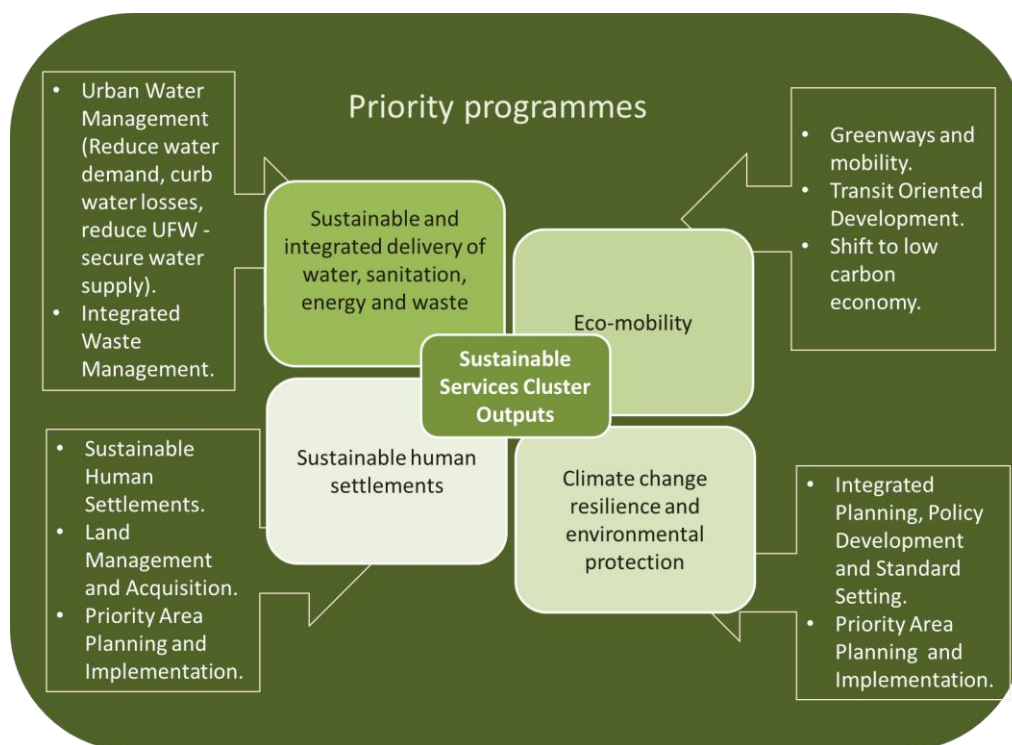 Priority programmes
• Urban Water
Management
(Reduce water
demand, curb
water losses,
reduce UFW -
secure water
supply).
• Integrated
Waste
Management.
Sustainable and
integrated delivery of
water, sanitation,
energy and waste
• Greenways and
mobility.
• Transit Oriented
Development.
• Shift to low
carbon
economy.
Eco-mobility
Sustainable
Services Cluster
Outputs
• Sustainable
Human
Settlements.
• Land
Management
and Acquisition.
• Priority Area
Planning and
Implementation.
Sustainable human
settlements
Climate change
resilience and
environmental
protection
• Integrated
Planning, Policy
Development
and Standard
Setting.
• Priority Area
Planning and
Implementation.